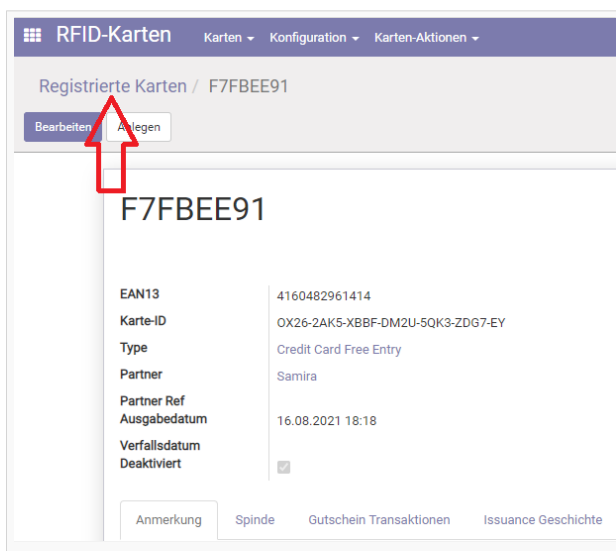 RFID-Karten Karten Konfiguration Karten-Aktionen
Registrierte Karten / F7FBEE91
Bearbeiten Anlegen
F7FBEE91
EAN13 4160482961414
Karte-ID OX26-2AK5-XBBF-DM2U-5QK3-ZDG7-EY
Type Credit Card Free Entry
Partner Samira
Partner Ref
Ausgabedatum 16.08.2021 18:18
Verfallsdatum
Deaktiviert
Anmerkung Spinde Gutschein Transaktionen Issuance Geschichte